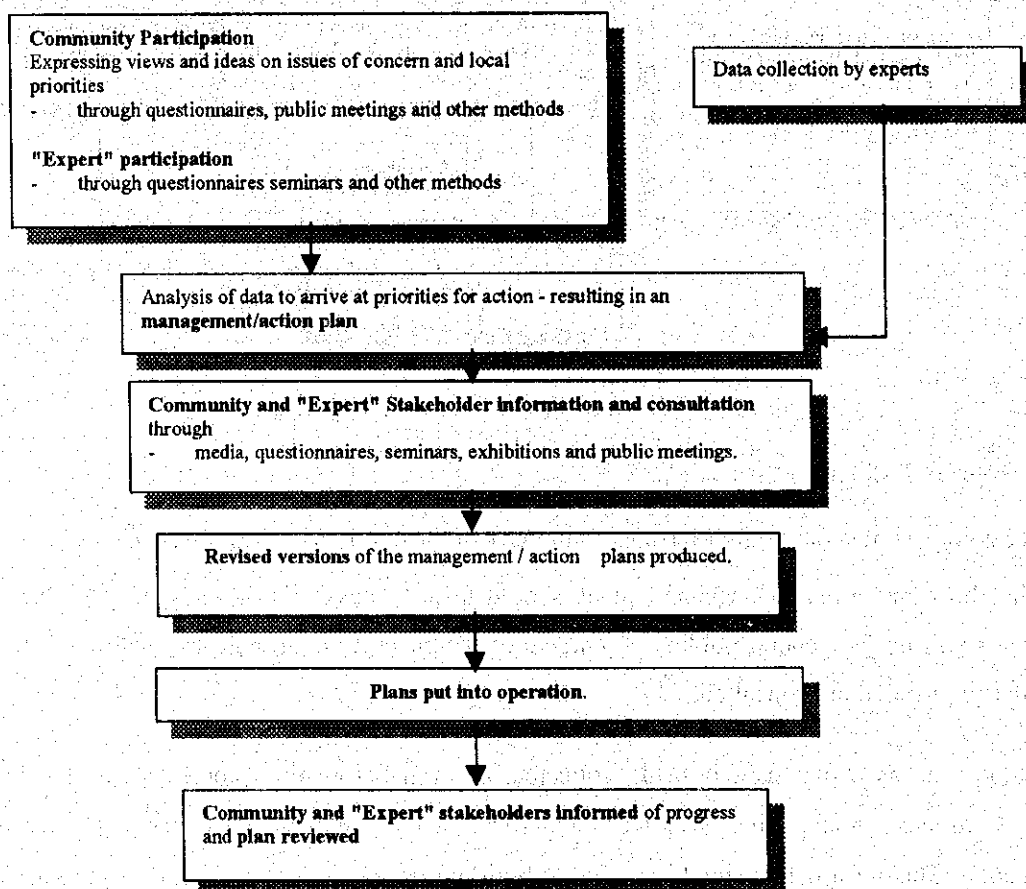 Community Participation
Expressing views and ideas on issues of concern and local
priorities
- through questionnaires, public meetings and other methods
"Expert" participation
- through questionnaires seminars and other methods
Data collection by experts
Analysis of data to arrive at priorities for action - resulting in an
management/action plan
Community and "Expert" Stakeholder information and consultation
through
- media, questionnaires, seminars, exhibitions and public meetings.
Revised versions of the management / action plans produced.
Plans put into operation.
Community and "Expert" stakeholders informed of progress
and plan reviewed